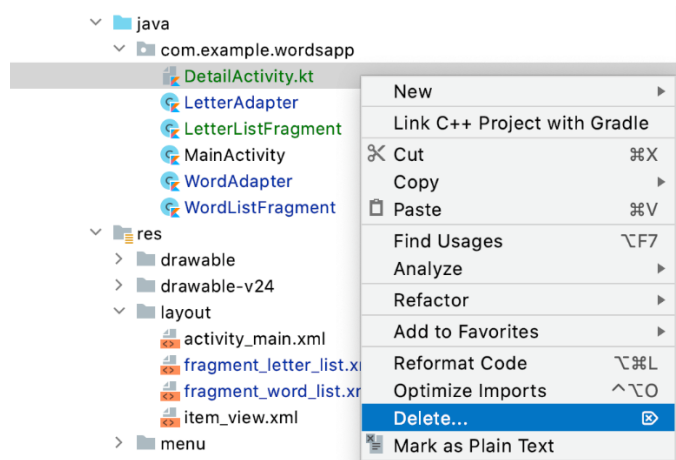 java
com.example.wordsapp
DetailActivity.kt
LetterAdapter
LetterListFragment
MainActivity
WordAdapter
WordListFragment
res
drawable
drawable-v24
layout
activity_main.xml
fragment_letter_list.x
fragment_word_list.x
item_view.xml
menu
New
Link C++ Project with Gradle
Cut ⌘X
Copy
Paste ⌘V
Find Usages ⌥F7
Analyze
Refactor
Add to Favorites
Reformat Code ⌥⌘L
Optimize Imports ^⌥O
Delete... ⌦
Mark as Plain Text